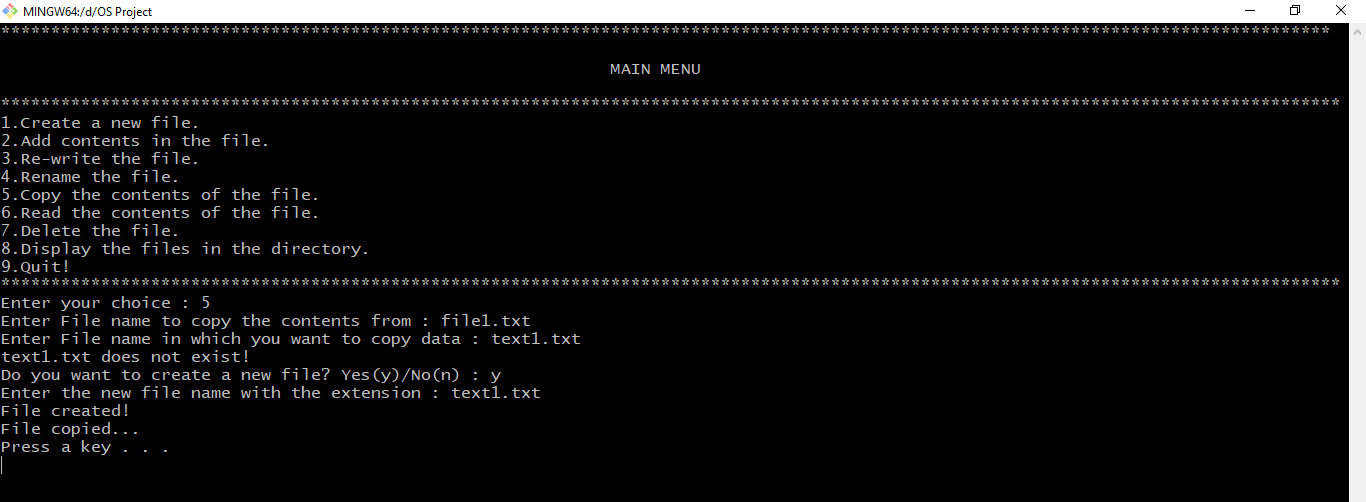 MINGW64:/d/OS Project
*************************************************************************************************************************************
MAIN MENU
**************************************************************************************************************************************
1.Create a new file.
2.Add contents in the file.
3.Re-write the file.
4.Rename the file.
5.Copy the contents of the file.
6.Read the contents of the file.
7.Delete the file.
8.Display the files in the directory.
9.Quit!
**************************************************************************************************************************************
Enter your choice : 5
Enter File name to copy the contents from : file1.txt
Enter File name in which you want to copy data : text1.txt
text1.txt does not exist!
Do you want to create a new file? Yes(y)/No(n) : y
Enter the new file name with the extension : text1.txt
File created!
File copied...
Press a key . . .